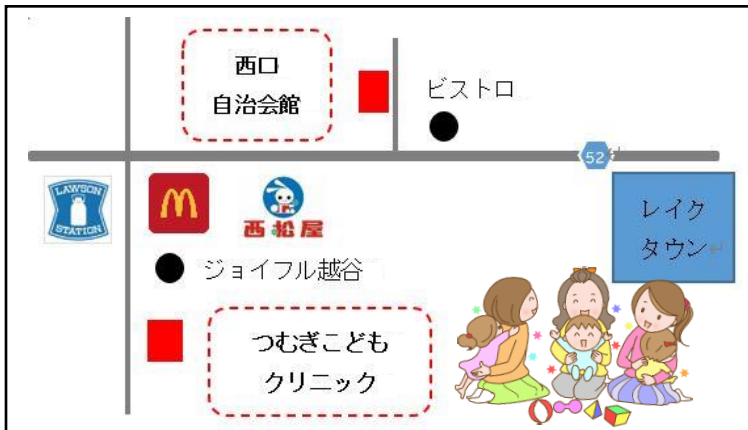 西口
自治会館
ビストロ
52
LAWSON
STATION
西松屋
レイク
タウン
ジョイフル越谷
つむぎこども
クリニック